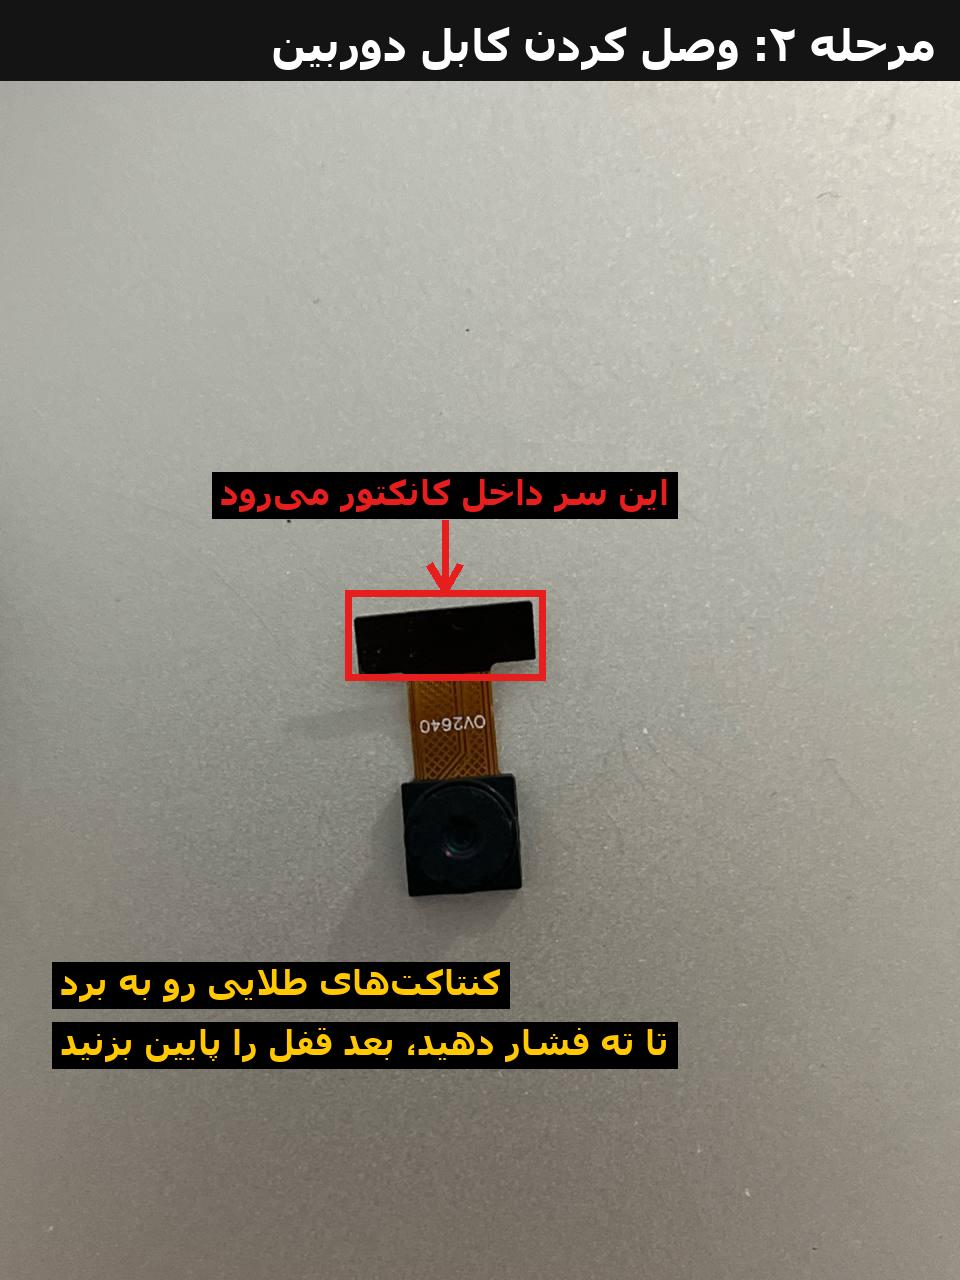 مرحله ۲: وصل کردن کابل دوربین
این سر داخل کانکتور می‌رود
OV2640
کنتاکت‌های طلایی رو به برد
تا ته فشار دهید، بعد قفل را پایین بزنید